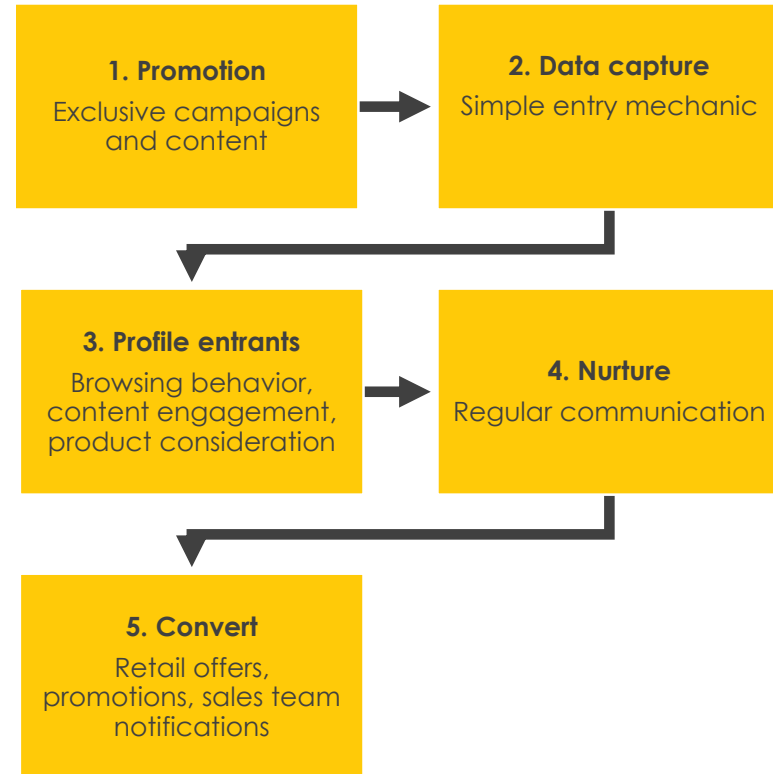 1. Promotion
Exclusive campaigns
and content
2. Data capture
Simple entry mechanic
3. Profile entrants
Browsing behavior,
content engagement,
product consideration
4. Nurture
Regular communication
5. Convert
Retail offers,
promotions, sales team
notifications